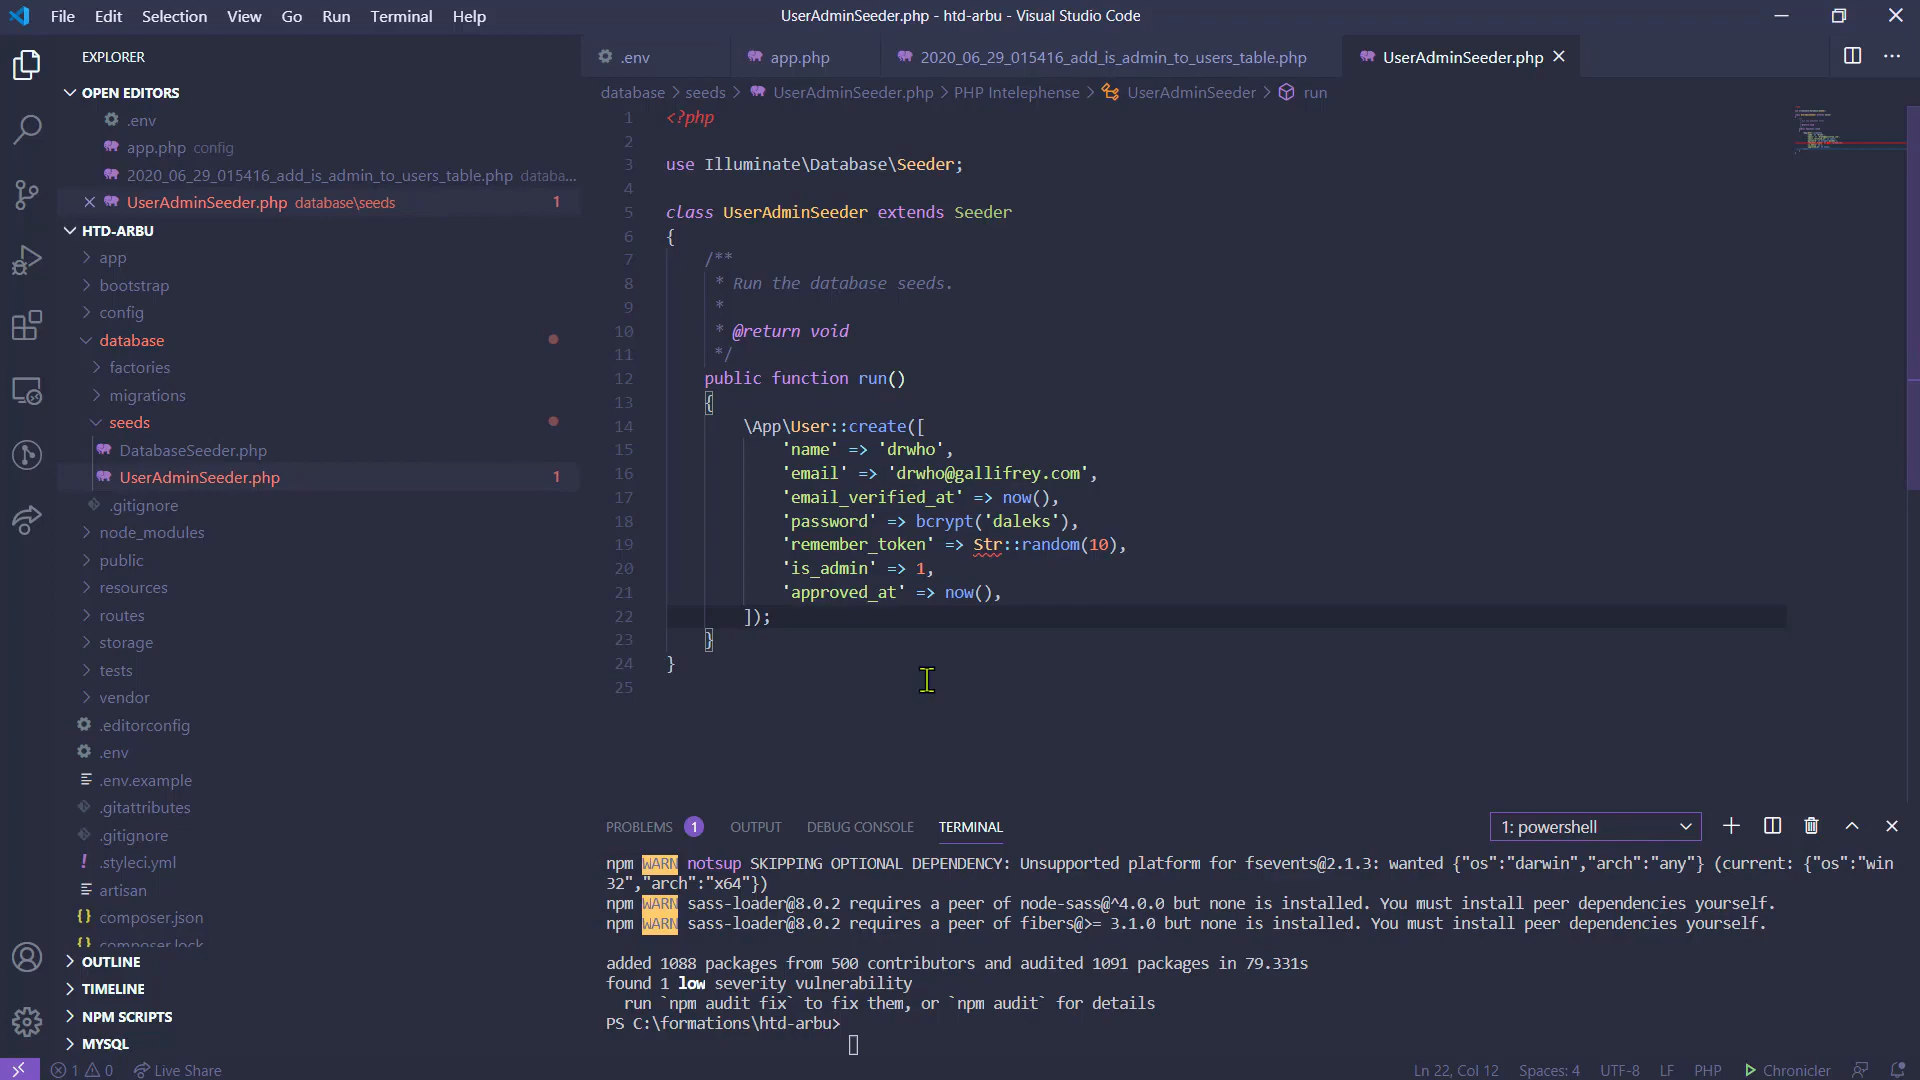 File Edit Selection View Go Run Terminal Help
UserAdminSeeder.php - htd-arbu - Visual Studio Code
EXPLORER
OPEN EDITORS
.env
app.php config
2020_06_29_015416_add_is_admin_to_users_table.php databa...
UserAdminSeeder.php database\seeds 1
HTD-ARBU
app
bootstrap
config
database
factories
migrations
seeds
DatabaseSeeder.php
UserAdminSeeder.php 1
.gitignore
node_modules
public
resources
routes
storage
tests
vendor
.editorconfig
.env
.env.example
.gitattributes
.gitignore
.styleci.yml
artisan
composer.json
composer.lock
OUTLINE
TIMELINE
NPM SCRIPTS
MYSQL
.env app.php 2020_06_29_015416_add_is_admin_to_users_table.php UserAdminSeeder.php
database > seeds > UserAdminSeeder.php > PHP Intelephense > UserAdminSeeder > run
1 <?php
2
3 use Illuminate\Database\Seeder;
4
5 class UserAdminSeeder extends Seeder
6 {
7 /**
8 * Run the database seeds.
9 *
10 * @return void
11 */
12 public function run()
13 {
14 \App\User::create([
15 'name' => 'drwho',
16 'email' => 'drwho@gallifrey.com',
17 'email_verified_at' => now(),
18 'password' => bcrypt('daleks'),
19 'remember_token' => Str::random(10),
20 'is_admin' => 1,
21 'approved_at' => now(),
22 ]);
23 }
24 }
25
PROBLEMS 1 OUTPUT DEBUG CONSOLE TERMINAL 1: powershell
npm WARN notsup SKIPPING OPTIONAL DEPENDENCY: Unsupported platform for fsevents@2.1.3: wanted {"os":"darwin","arch":"any"} (current: {"os":"win
32","arch":"x64"})
npm WARN sass-loader@8.0.2 requires a peer of node-sass@^4.0.0 but none is installed. You must install peer dependencies yourself.
npm WARN sass-loader@8.0.2 requires a peer of fibers@>= 3.1.0 but none is installed. You must install peer dependencies yourself.
added 1088 packages from 500 contributors and audited 1091 packages in 79.331s
found 1 low severity vulnerability
run `npm audit fix` to fix them, or `npm audit` for details
PS C:\formations\htd-arbu>
1 0 Live Share Ln 22, Col 12 Spaces: 4 UTF-8 LF PHP Chronicler